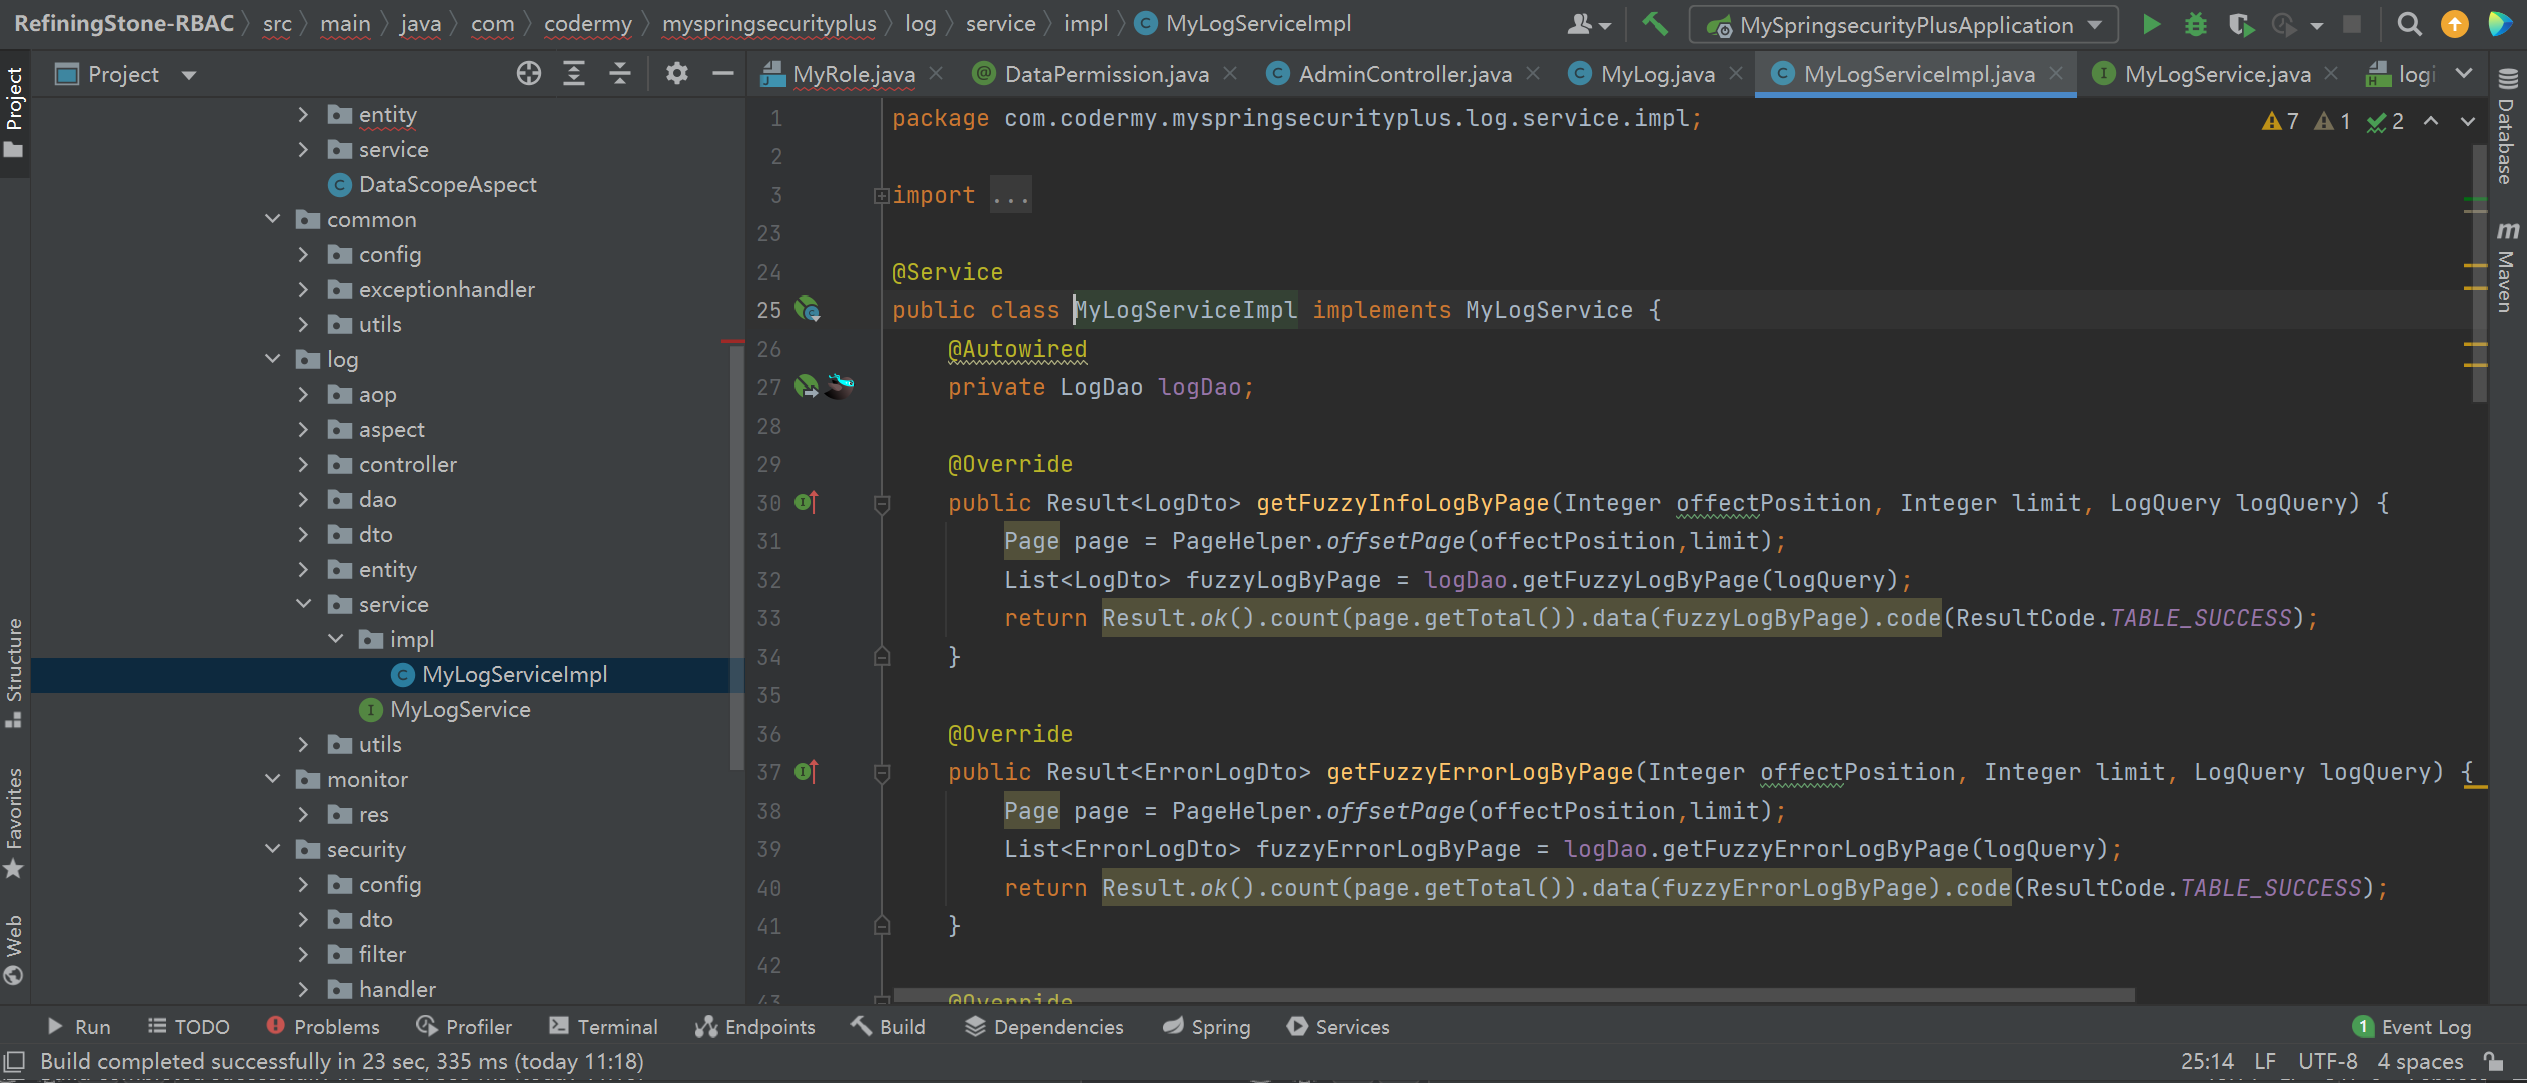 RefiningStone-RBAC src main java com codermy myspringsecurityplus log service impl MyLogServiceImpl MySpringsecurityPlusApplication
Project
MyRole.java DataPermission.java AdminController.java MyLog.java MyLogServiceImpl.java MyLogService.java logi
Project
Structure
Favorites
Web
entity
service
DataScopeAspect
common
config
exceptionhandler
utils
log
aop
aspect
controller
dao
dto
entity
service
impl
MyLogServiceImpl
MyLogService
utils
monitor
res
security
config
dto
filter
handler
1 package com.codermy.myspringsecurityplus.log.service.impl;
2
3 import ...
23
24 @Service
25 public class MyLogServiceImpl implements MyLogService {
26 @Autowired
27 private LogDao logDao;
28
29 @Override
30 public Result<LogDto> getFuzzyInfoLogByPage(Integer offectPosition, Integer limit, LogQuery logQuery) {
31 Page page = PageHelper.offsetPage(offectPosition,limit);
32 List<LogDto> fuzzyLogByPage = logDao.getFuzzyLogByPage(logQuery);
33 return Result.ok().count(page.getTotal()).data(fuzzyLogByPage).code(ResultCode.TABLE_SUCCESS);
34 }
35
36 @Override
37 public Result<ErrorLogDto> getFuzzyErrorLogByPage(Integer offectPosition, Integer limit, LogQuery logQuery) {
38 Page page = PageHelper.offsetPage(offectPosition,limit);
39 List<ErrorLogDto> fuzzyErrorLogByPage = logDao.getFuzzyErrorLogByPage(logQuery);
40 return Result.ok().count(page.getTotal()).data(fuzzyErrorLogByPage).code(ResultCode.TABLE_SUCCESS);
41 }
42
43 @Override
7 1 2
Database
m Maven
Run TODO Problems Profiler Terminal Endpoints Build Dependencies Spring Services 1 Event Log
Build completed successfully in 23 sec, 335 ms (today 11:18) 25:14 LF UTF-8 4 spaces